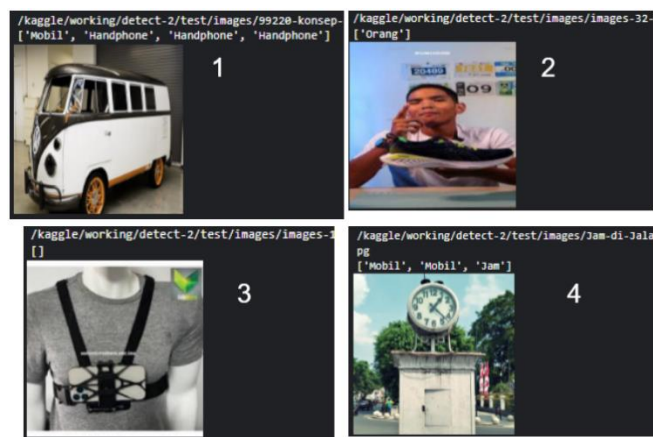 /kaggle/working/detect-2/test/images/99220-konsep-
['Mobil', 'Handphone', 'Handphone', 'Handphone']
1
/kaggle/working/detect-2/test/images/images-32-
['Orang']
2
20409
09
/kaggle/working/detect-2/test/images/images-1
[]
3
/kaggle/working/detect-2/test/images/Jam-di-Jala
pg
['Mobil', 'Mobil', 'Jam']
4